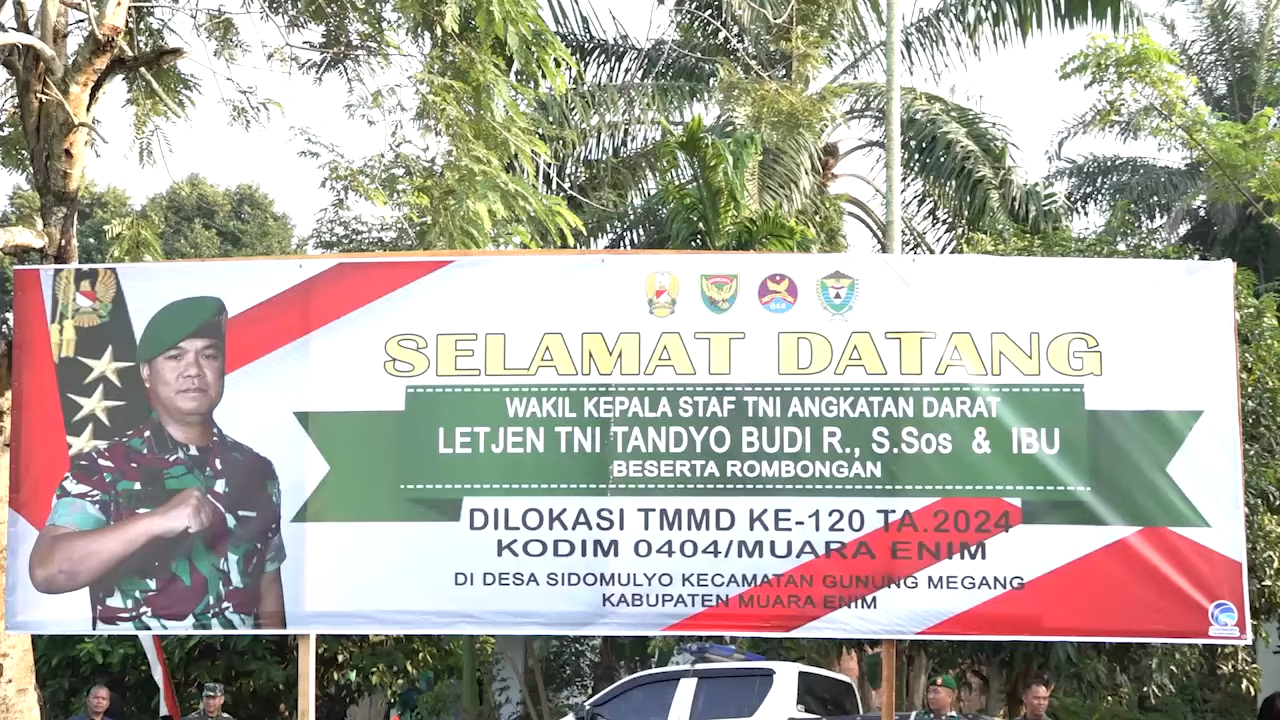 044
SELAMAT DATANG
WAKIL KEPALA STAF TNI ANGKATAN DARAT
LETJEN TNI TANDYO BUDI R., S.Sos & IBU
BESERTA ROMBONGAN
DILOKASI TMMD KE-120 TA.2024
KODIM 0404/MUARA ENIM
DI DESA SIDOMULYO KECAMATAN GUNUNG MEGANG
KABUPATEN MUARA ENIM